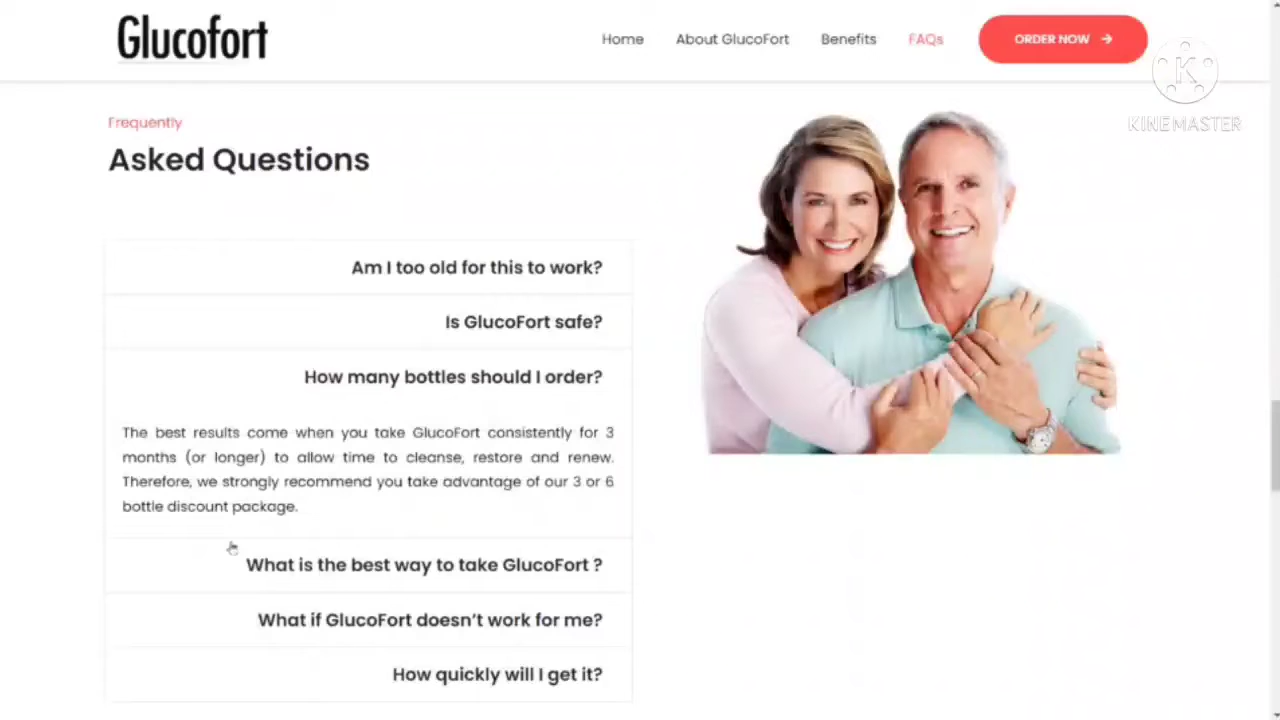 Glucofort
Home About GlucoFort Benefits FAQs ORDER NOW
KINEMASTER
Frequently
Asked Questions
Am I too old for this to work?
Is GlucoFort safe?
How many bottles should I order?
The best results come when you take GlucoFort consistently for 3
months (or longer) to allow time to cleanse, restore and renew.
Therefore, we strongly recommend you take advantage of our 3 or 6
bottle discount package.
What is the best way to take GlucoFort ?
What if GlucoFort doesn't work for me?
How quickly will I get it?